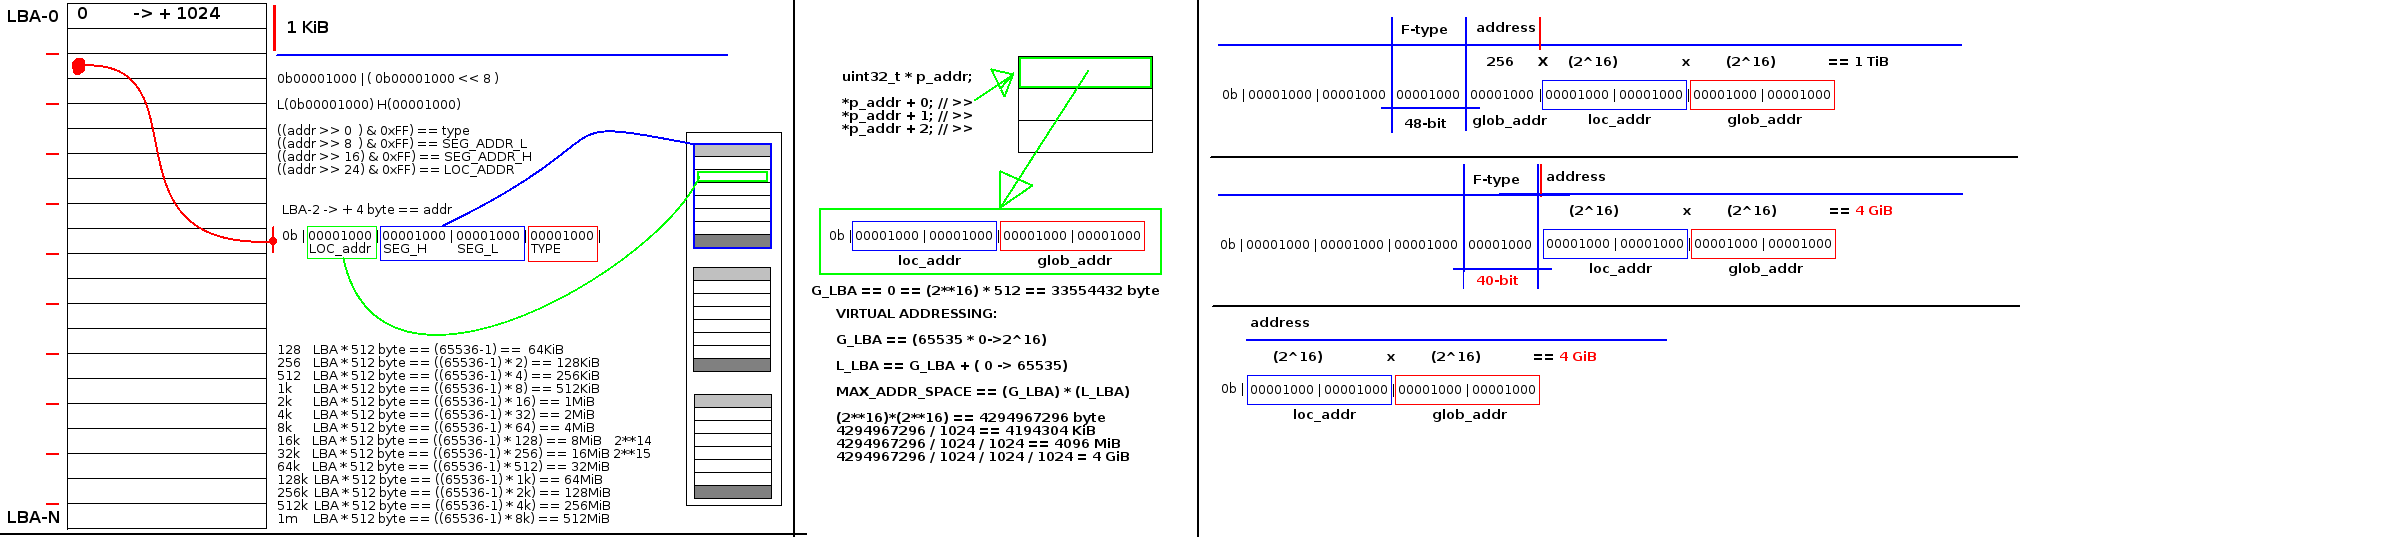 LBA-0
0 -> + 1024
LBA-N
1 KiB
0b00001000 | ( 0b00001000 << 8 )
L(0b00001000) H(00001000)
((addr >> 0 ) & 0xFF) == type
((addr >> 8 ) & 0xFF) == SEG_ADDR_L
((addr >> 16) & 0xFF) == SEG_ADDR_H
((addr >> 24) & 0xFF) == LOC_ADDR
LBA-2 -> + 4 byte == addr
0b | 00001000 | 00001000 | 00001000 | 00001000 |
LOC_addr SEG_H SEG_L TYPE
128 LBA * 512 byte == (65536-1) == 64KiB
256 LBA * 512 byte == ((65536-1) * 2) == 128KiB
512 LBA * 512 byte == ((65536-1) * 4) == 256KiB
1k LBA * 512 byte == ((65536-1) * 8) == 512KiB
2k LBA * 512 byte == ((65536-1) * 16) == 1MiB
4k LBA * 512 byte == ((65536-1) * 32) == 2MiB
8k LBA * 512 byte == ((65536-1) * 64) == 4MiB
16k LBA * 512 byte == ((65536-1) * 128) == 8MiB 2**14
32k LBA * 512 byte == ((65536-1) * 256) == 16MiB 2**15
64k LBA * 512 byte == ((65536-1) * 512) == 32MiB
128k LBA * 512 byte == ((65536-1) * 1k) == 64MiB
256k LBA * 512 byte == ((65536-1) * 2k) == 128MiB
512k LBA * 512 byte == ((65536-1) * 4k) == 256MiB
1m LBA * 512 byte == ((65536-1) * 8k) == 512MiB
uint32_t * p_addr;
*p_addr + 0; // >>
*p_addr + 1; // >>
*p_addr + 2; // >>
0b | 00001000 | 00001000 | 00001000 | 00001000
loc_addr glob_addr
G_LBA == 0 == (2**16) * 512 == 33554432 byte
VIRTUAL ADDRESSING:
G_LBA == (65535 * 0->2^16)
L_LBA == G_LBA + ( 0 -> 65535)
MAX_ADDR_SPACE == (G_LBA) * (L_LBA)
(2**16)*(2**16) == 4294967296 byte
4294967296 / 1024 == 4194304 KiB
4294967296 / 1024 / 1024 == 4096 MiB
4294967296 / 1024 / 1024 / 1024 = 4 GiB
F-type address
256 X (2^16) x (2^16) == 1 TiB
0b | 00001000 | 00001000 | 00001000 | 00001000 | 00001000 | 00001000 | 00001000 | 00001000
48-bit glob_addr loc_addr glob_addr
F-type address
(2^16) x (2^16) == 4 GiB
0b | 00001000 | 00001000 | 00001000 | 00001000 | 00001000 | 00001000 | 00001000 | 00001000
loc_addr glob_addr
40-bit
address
(2^16) x (2^16) == 4 GiB
0b | 00001000 | 00001000 | 00001000 | 00001000
loc_addr glob_addr